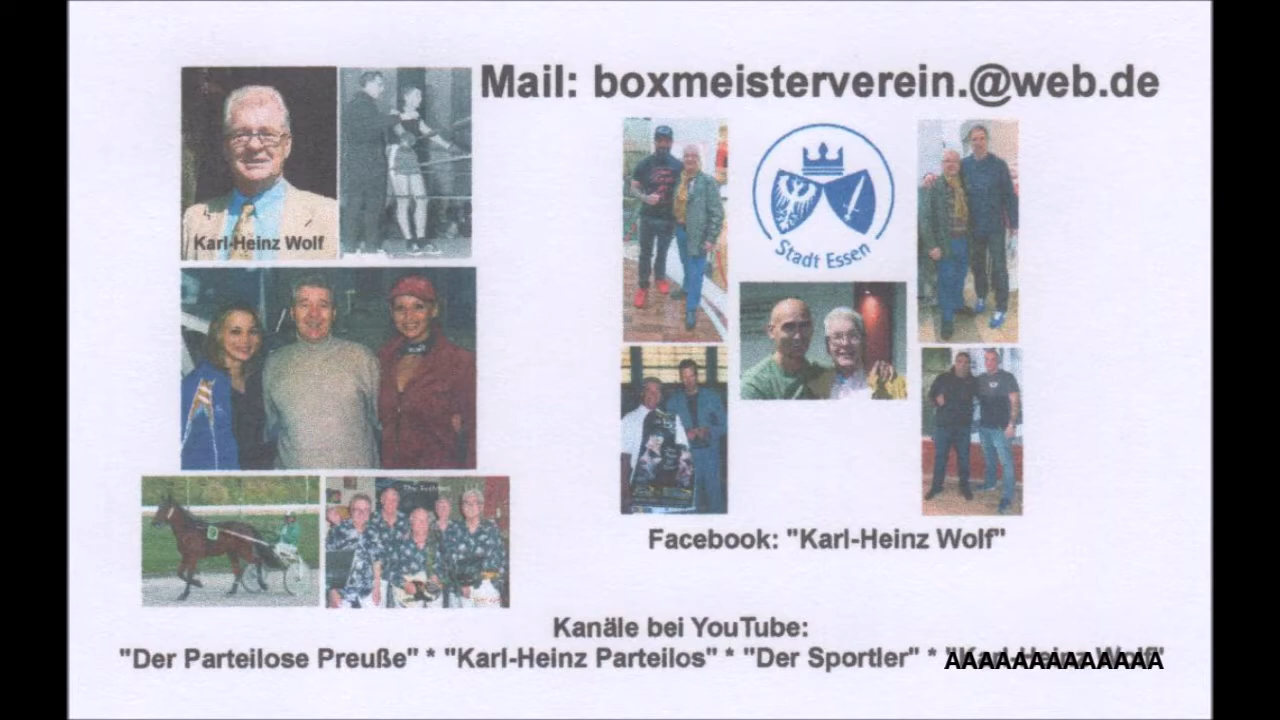 Mail: boxmeisterverein.@web.de
Karl-Heinz Wolf
Stadt Essen
Facebook: "Karl-Heinz Wolf"
Kanäle bei YouTube:
"Der Parteilose Preuße" * "Karl-Heinz Parteilos" * "Der Sportler" * AAAAAAAAAAAAAA